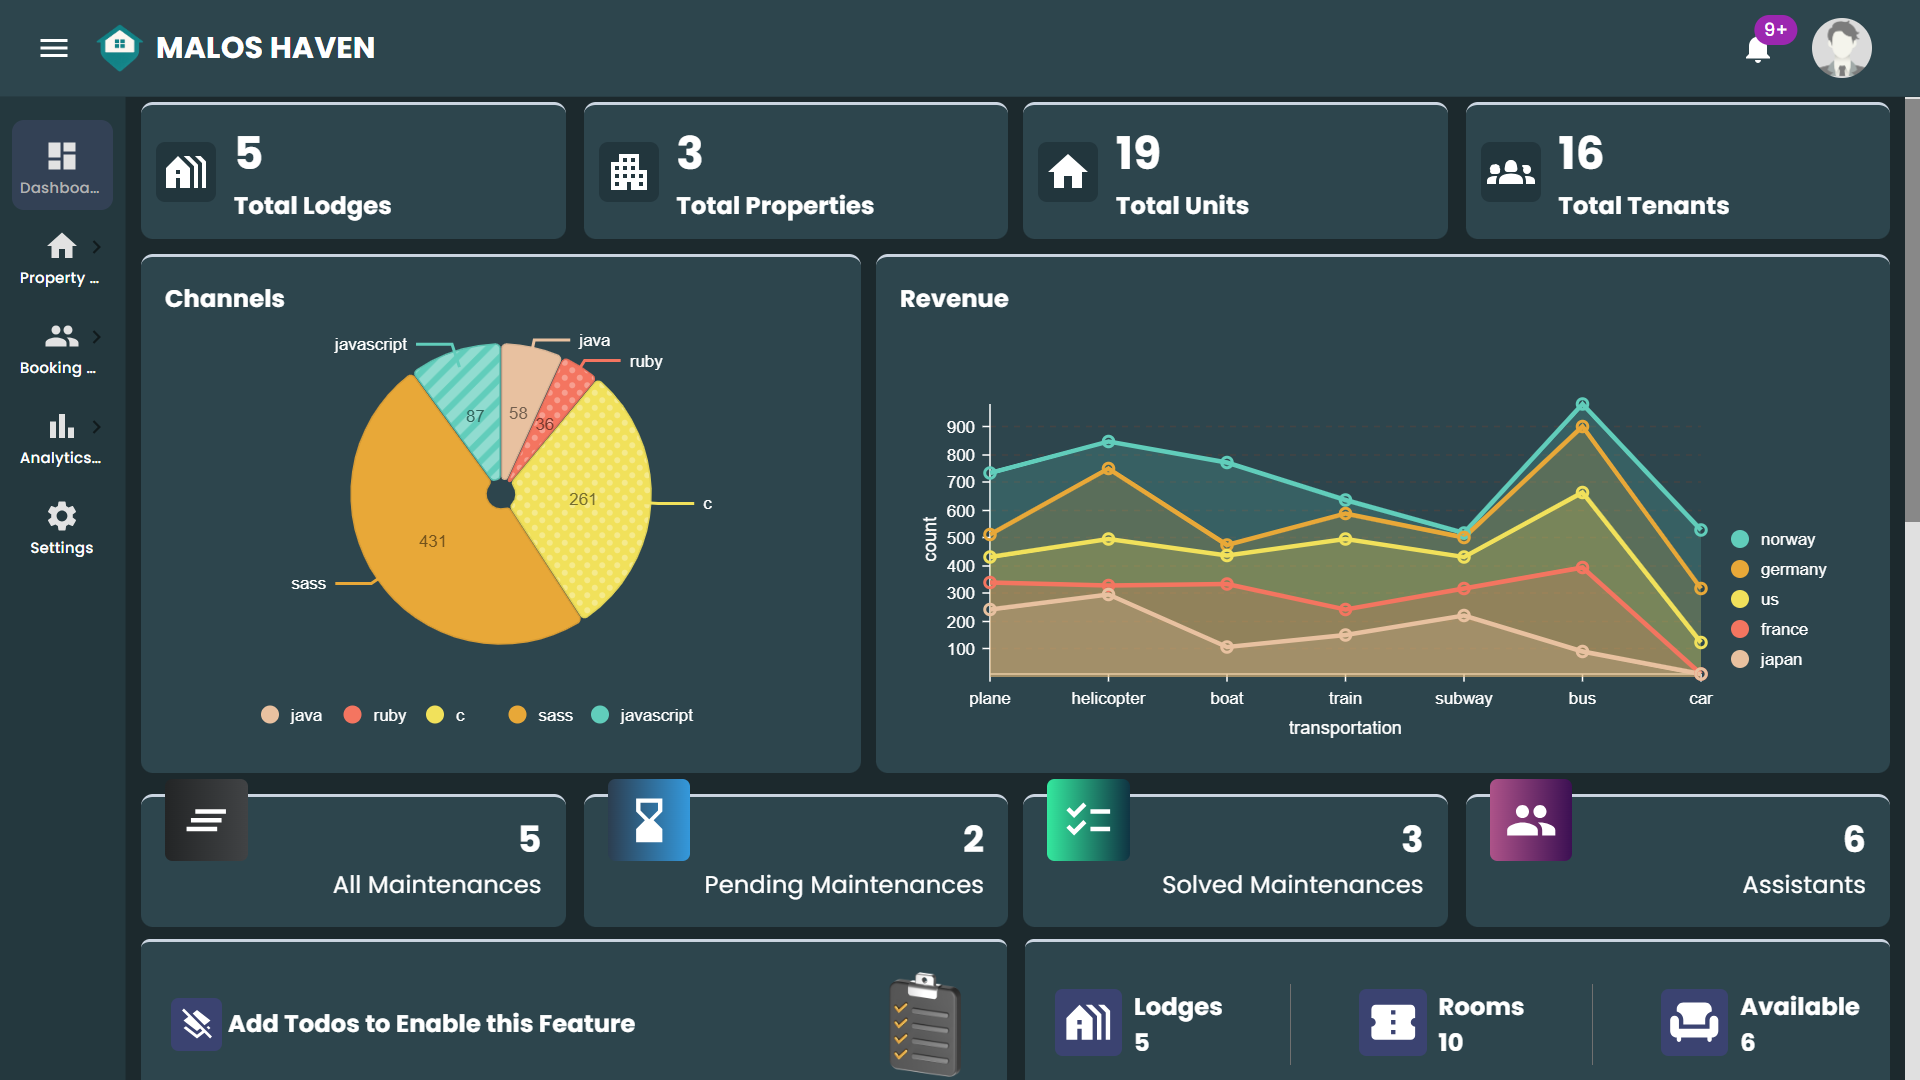 MALOS HAVEN
9+
Dashboa...
Property ...
Booking ...
Analytics...
Settings
5
Total Lodges
3
Total Properties
19
Total Units
16
Total Tenants
Channels
javascript
java
ruby
87
58
36
261
c
431
sass
java
ruby
c
sass
javascript
Revenue
count
900
800
700
600
500
400
300
200
100
plane
helicopter
boat
train
subway
bus
car
transportation
norway
germany
us
france
japan
5
All Maintenances
2
Pending Maintenances
3
Solved Maintenances
6
Assistants
Add Todos to Enable this Feature
Lodges
5
Rooms
10
Available
6